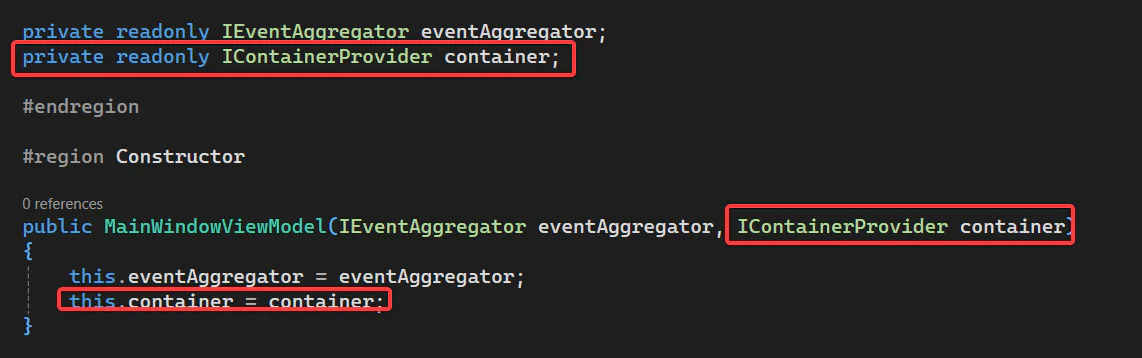 private readonly IEventAggregator eventAggregator;
private readonly IContainerProvider container;
#endregion
#region Constructor
0 references
public MainWindowViewModel(IEventAggregator eventAggregator, IContainerProvider container)
{
this.eventAggregator = eventAggregator;
this.container = container;
}